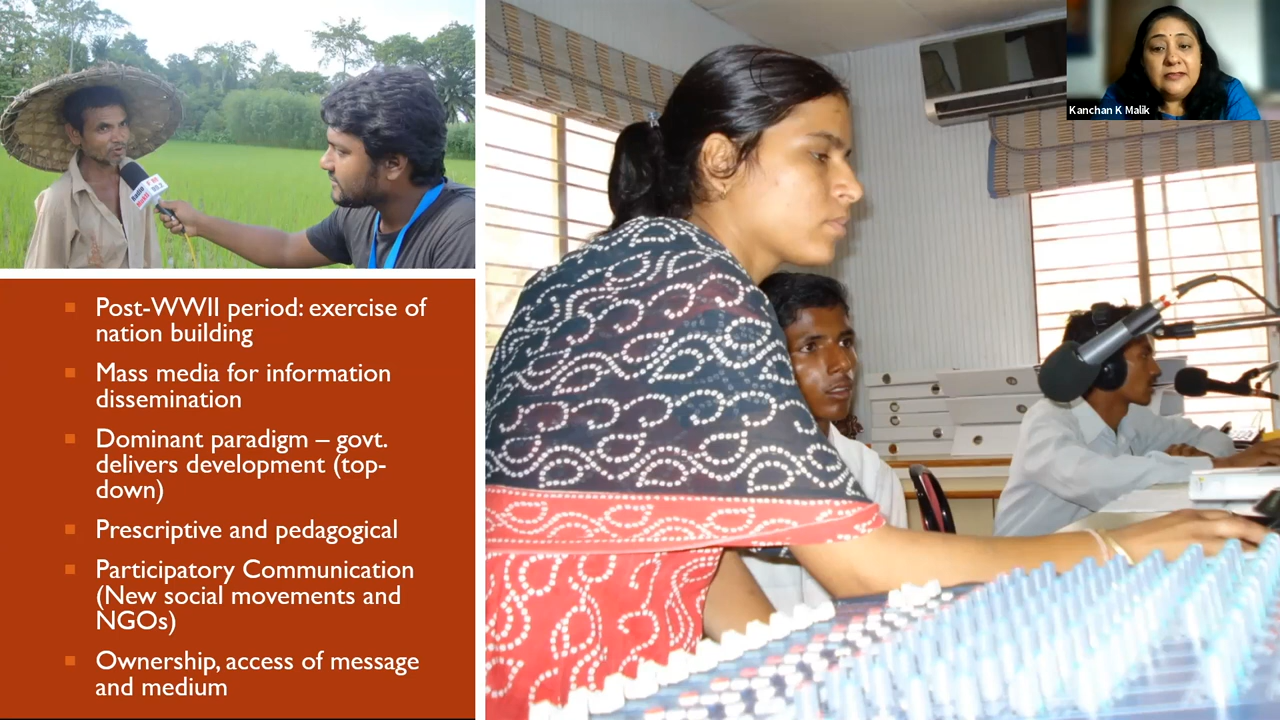 Kanchan K Malik
Post-WWII period: exercise of
nation building
Mass media for information
dissemination
Dominant paradigm – govt.
delivers development (top-
down)
Prescriptive and pedagogical
Participatory Communication
(New social movements and
NGOs)
Ownership, access of message
and medium